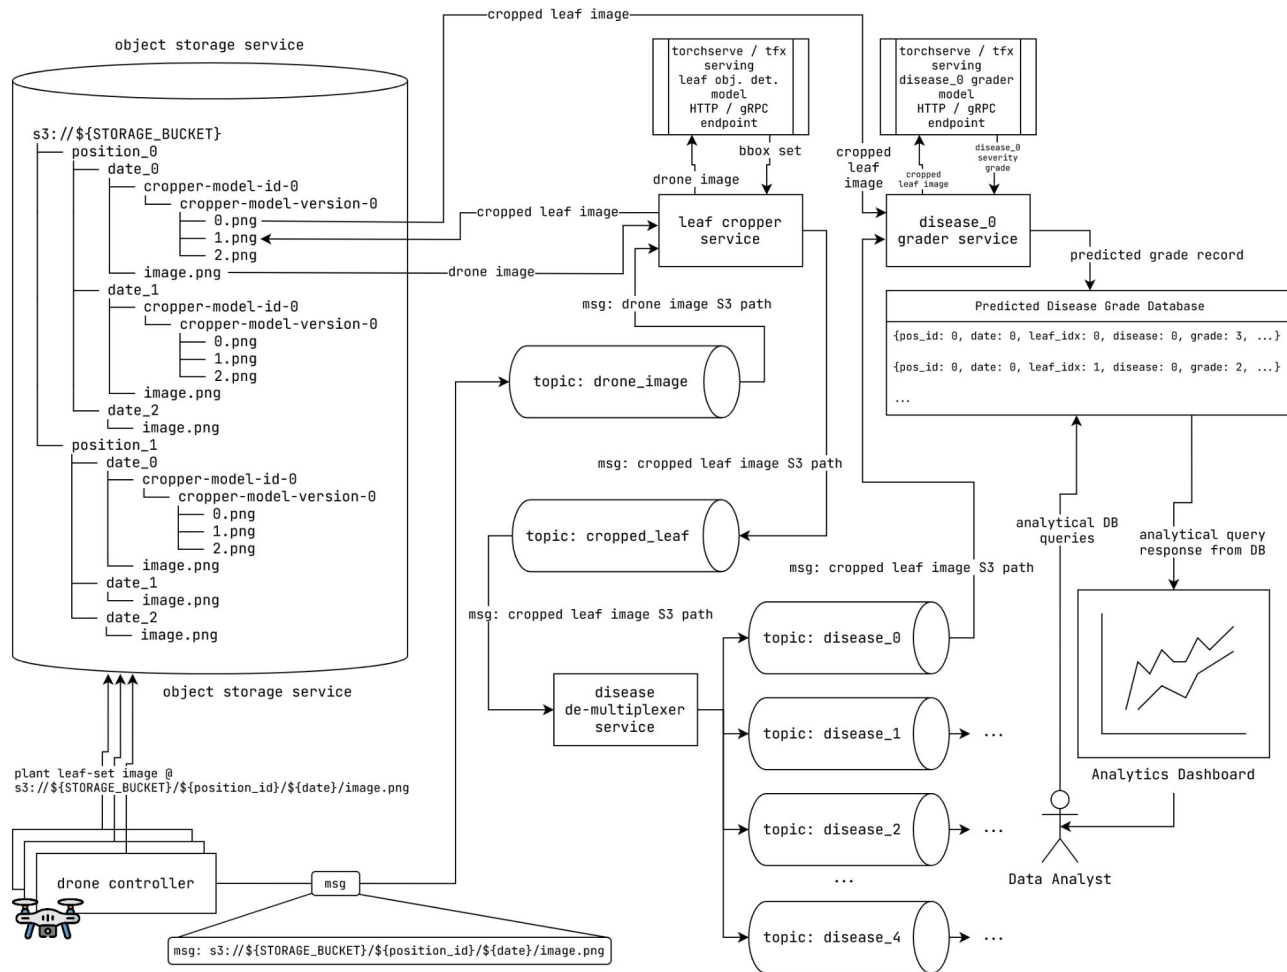 cropped leaf image
object storage service
s3://${STORAGE_BUCKET}
position_0
date_0
cropper-model-id-0
cropper-model-version-0
0.png
1.png
2.png
image.png
date_1
cropper-model-id-0
cropper-model-version-0
0.png
1.png
2.png
image.png
date_2
image.png
position_1
date_0
cropper-model-id-0
cropper-model-version-0
0.png
1.png
2.png
image.png
date_1
image.png
date_2
image.png
object storage service
plant leaf-set image @
s3://${STORAGE_BUCKET}/${position_id}/${date}/image.png
drone controller
msg
msg: s3://${STORAGE_BUCKET}/${position_id}/${date}/image.png
torchserve / tfx
serving
leaf obj. det.
model
HTTP / gRPC
endpoint
bbox set
drone image
cropped leaf image
leaf cropper
service
drone image
msg: drone image S3 path
topic: drone_image
msg: cropped leaf image S3 path
topic: cropped_leaf
msg: cropped leaf image S3 path
disease
de-multiplexer
service
topic: disease_0
topic: disease_1
...
topic: disease_2
...
...
topic: disease_4
...
msg: cropped leaf image S3 path
torchserve / tfx
serving
disease_0 grader
model
HTTP / gRPC
endpoint
cropped
leaf
image
cropped
leaf image
disease_0
severity
grade
disease_0
grader service
predicted grade record
Predicted Disease Grade Database
{pos_id: 0, date: 0, leaf_idx: 0, disease: 0, grade: 3, ...}
{pos_id: 0, date: 0, leaf_idx: 1, disease: 0, grade: 2, ...}
...
analytical DB
queries
analytical query
response from DB
Analytics Dashboard
Data Analyst